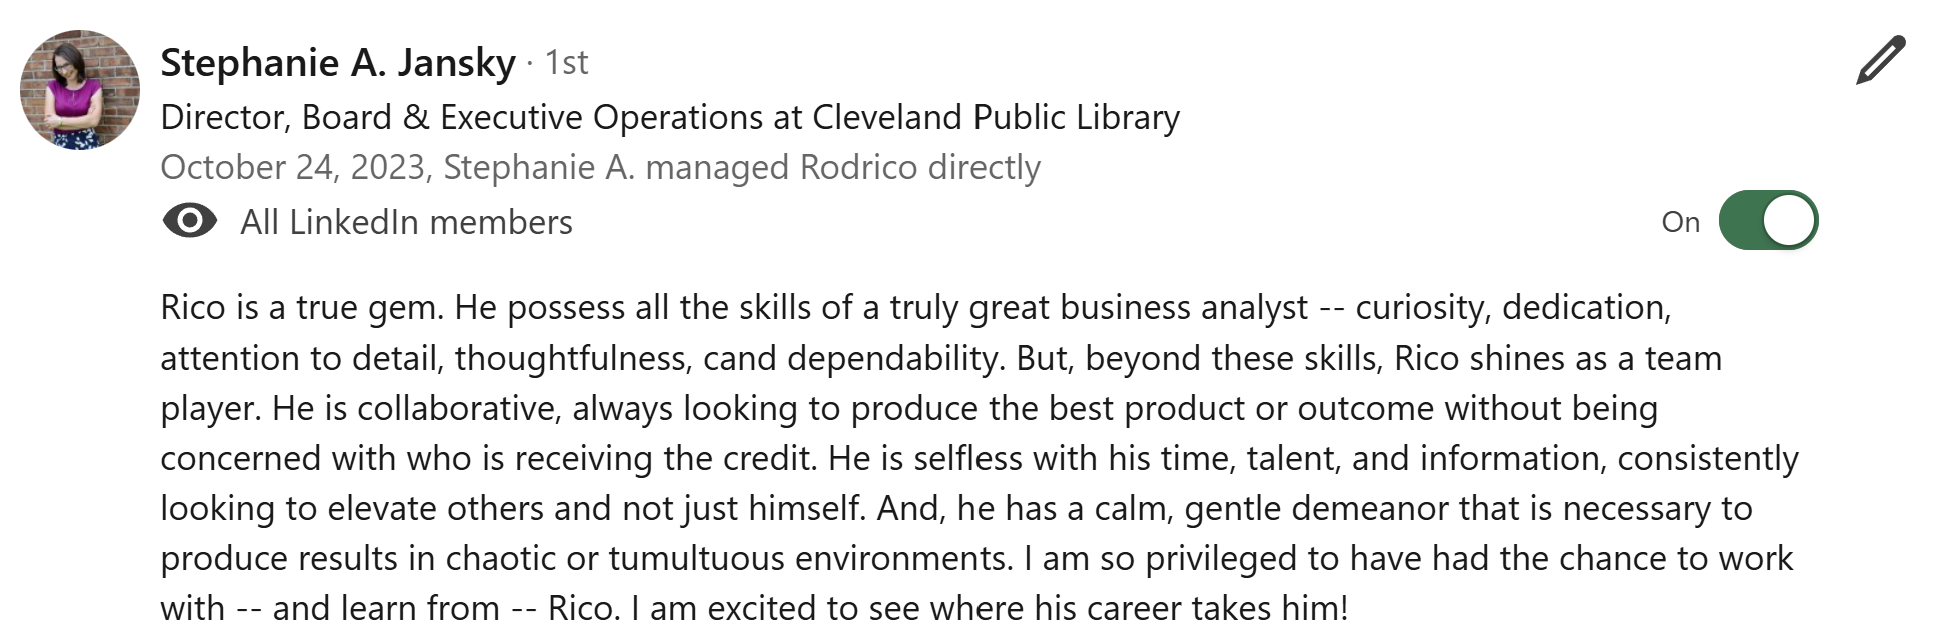 Stephanie A. Jansky · 1st
Director, Board & Executive Operations at Cleveland Public Library
October 24, 2023, Stephanie A. managed Rodrico directly
All LinkedIn members
On
Rico is a true gem. He possess all the skills of a truly great business analyst -- curiosity, dedication,
attention to detail, thoughtfulness, cand dependability. But, beyond these skills, Rico shines as a team
player. He is collaborative, always looking to produce the best product or outcome without being
concerned with who is receiving the credit. He is selfless with his time, talent, and information, consistently
looking to elevate others and not just himself. And, he has a calm, gentle demeanor that is necessary to
produce results in chaotic or tumultuous environments. I am so privileged to have had the chance to work
with -- and learn from -- Rico. I am excited to see where his career takes him!